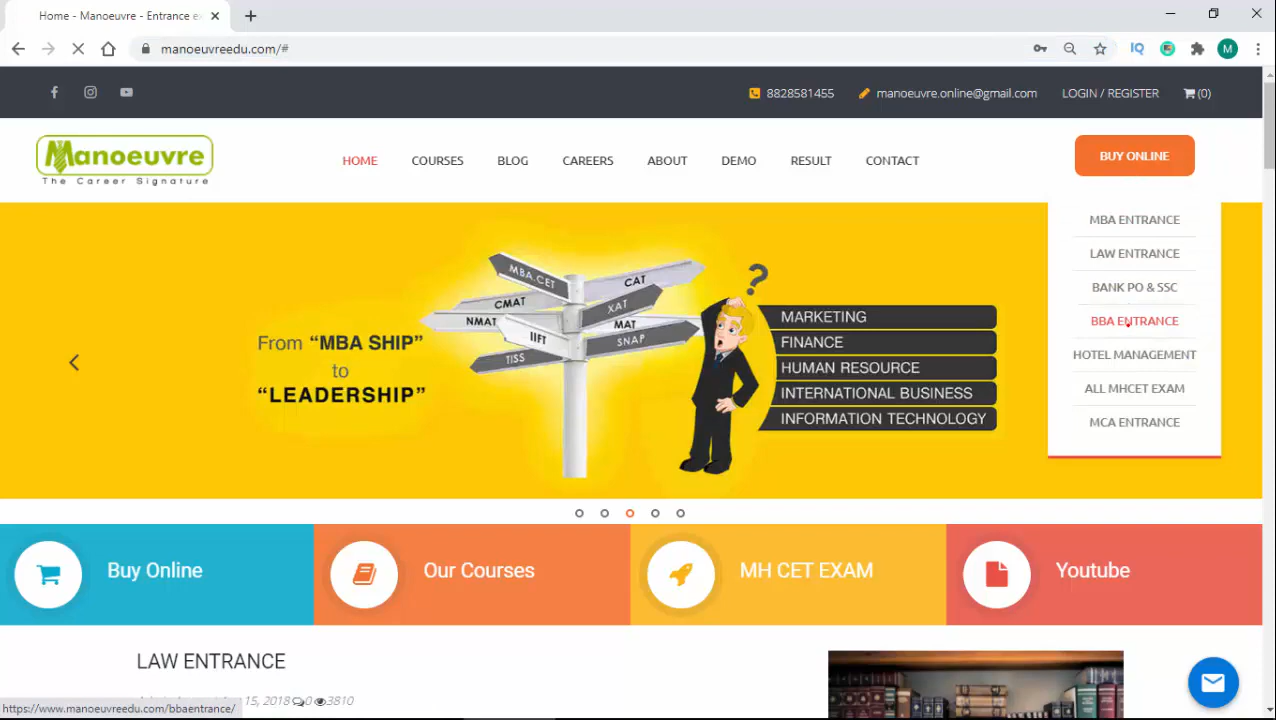 Home - Manoeuvre - Entrance e
manoeuvreedu.com/#
IQ
M
8828581455
manoeuvre.online@gmail.com
LOGIN / REGISTER
(0)
Manoeuvre
The Career Signature
HOME
COURSES
BLOG
CAREERS
ABOUT
DEMO
RESULT
CONTACT
BUY ONLINE
MBA ENTRANCE
LAW ENTRANCE
BANK PO & SSC
BBA ENTRANCE
HOTEL MANAGEMENT
ALL MHCET EXAM
MCA ENTRANCE
From “MBA SHIP”
to
“LEADERSHIP”
MBA.CET
CAT
CMAT
XAT
NMAT
MAT
IIFT
SNAP
TISS
?
MARKETING
FINANCE
HUMAN RESOURCE
INTERNATIONAL BUSINESS
INFORMATION TECHNOLOGY
Buy Online
Our Courses
MH CET EXAM
Youtube
LAW ENTRANCE
15, 2018 0 3810
https://www.manoeuvreedu.com/bbaentrance/